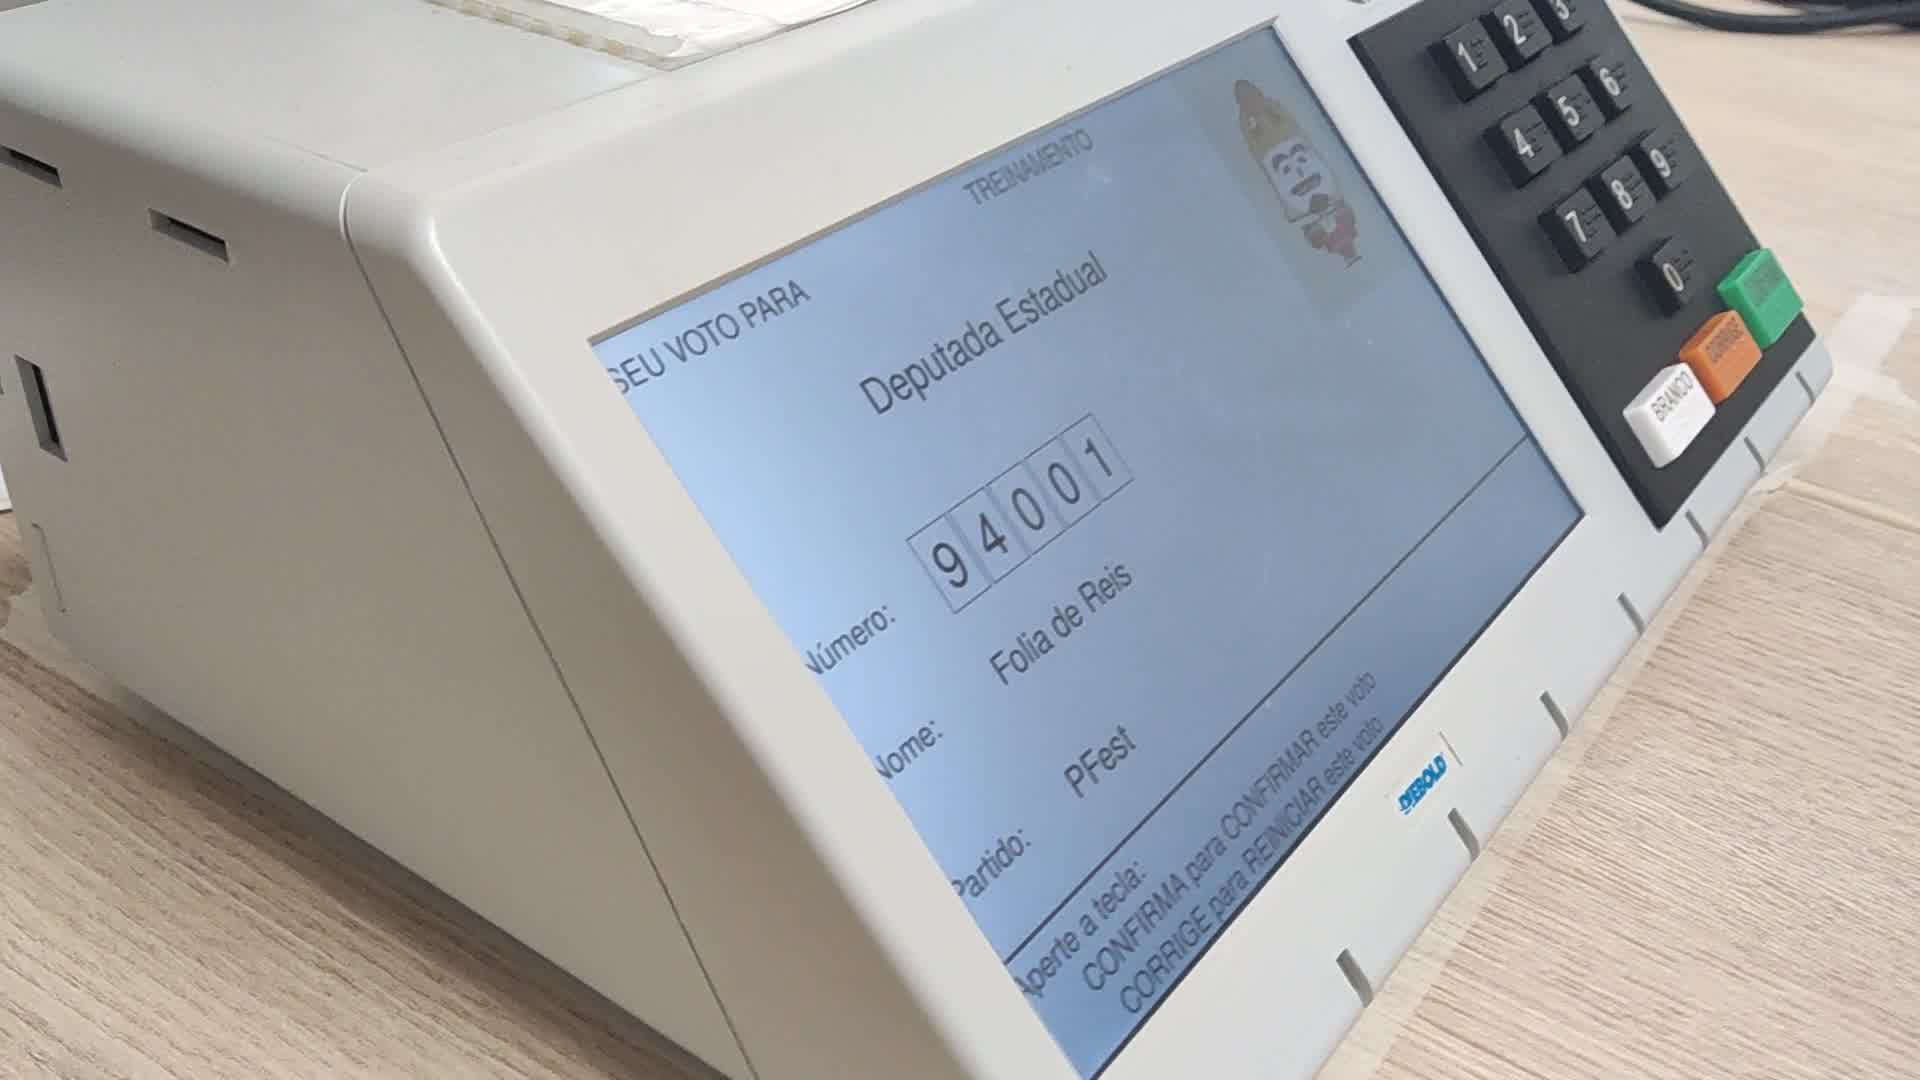 TREINAMENTO
SEU VOTO PARA
Deputada Estadual
Número: 94001
Nome: Folia de Reis
Partido: PFest
Aperte a tecla:
CONFIRMA para CONFIRMAR este voto
CORRIGE para REINICIAR este voto
DIEBOLD
1 2 3
4 5 6
7 8 9
0
BRANCO CORRIGE